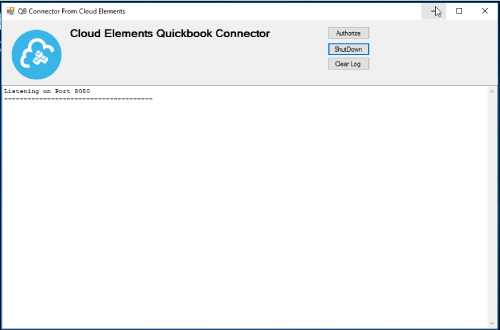 QB Connector From Cloud Elements
Cloud Elements Quickbook Connector
Authorize
ShutDown
Clear Log
Listening on Port 8080
======================================